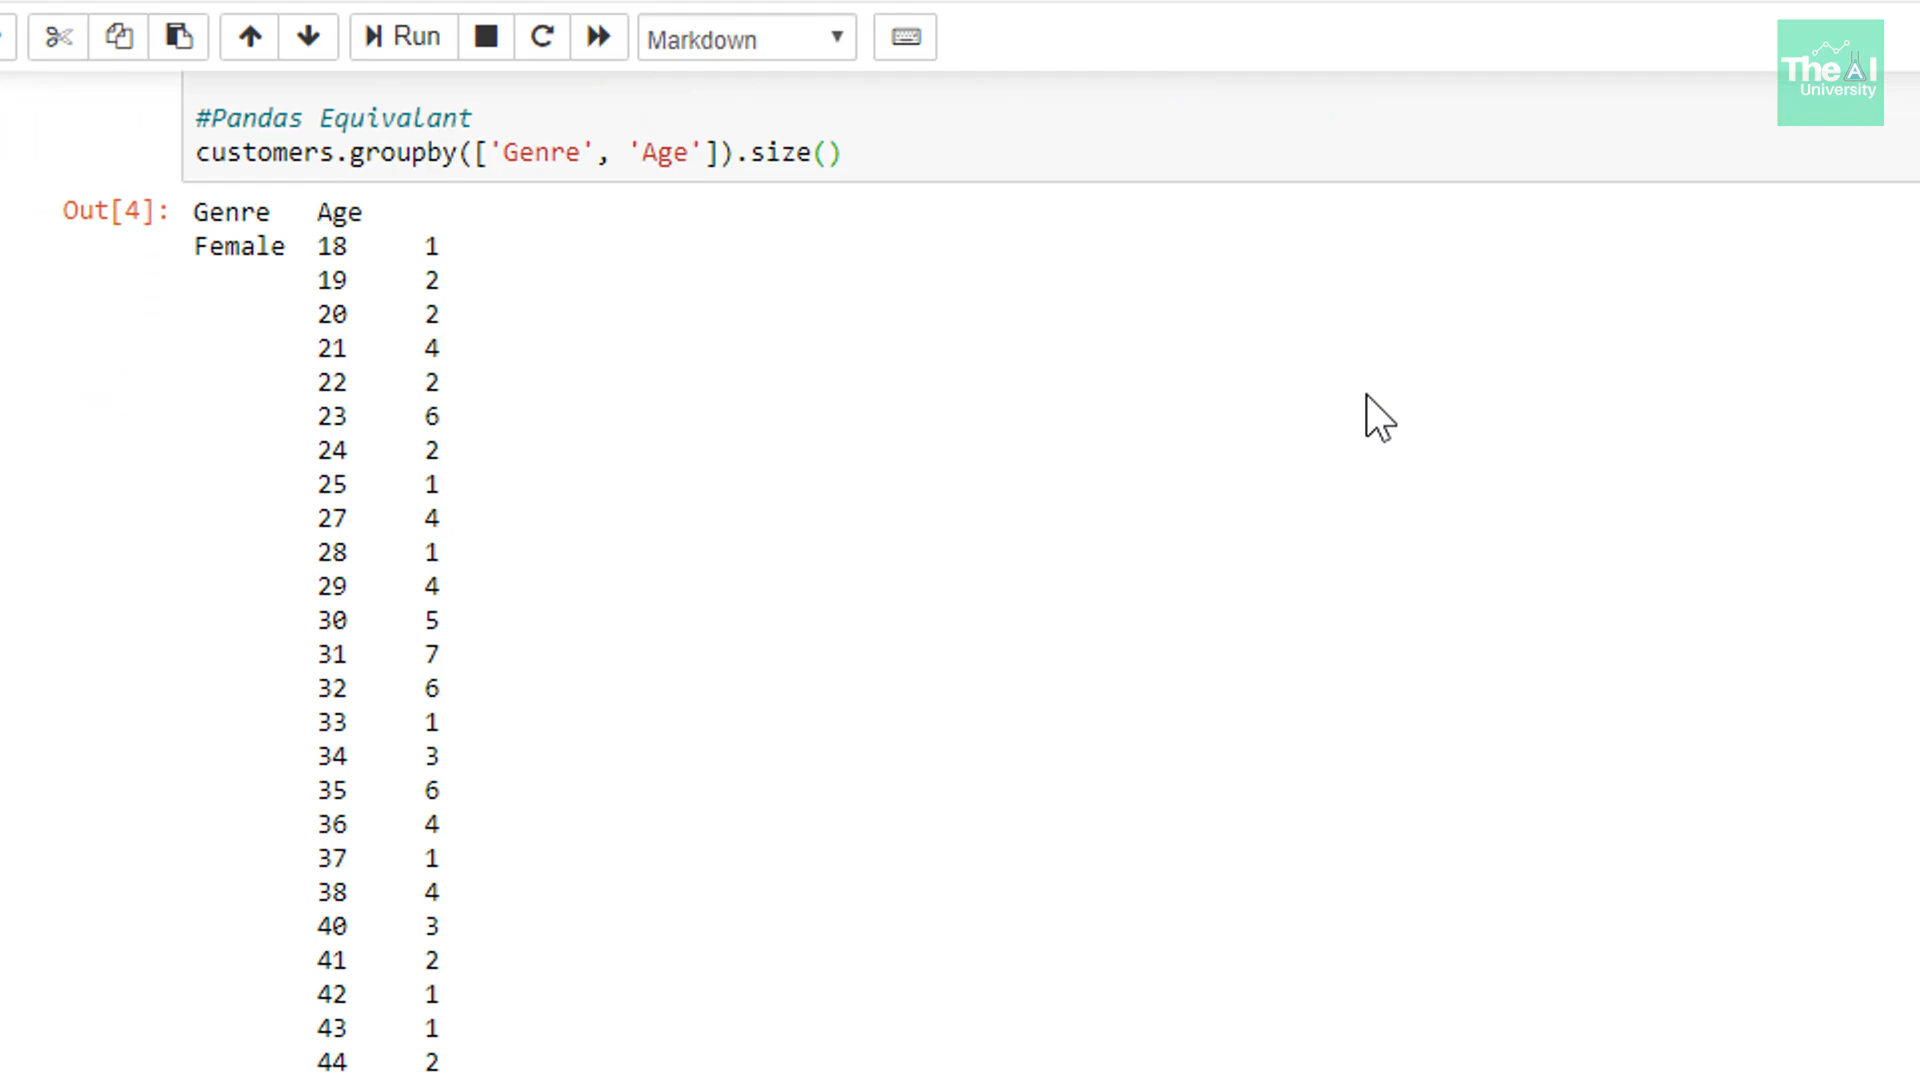 Run
Markdown
The AI
University
#Pandas Equivalant
customers.groupby(['Genre', 'Age']).size()
Out[4]:
Genre Age
Female 18 1
19 2
20 2
21 4
22 2
23 6
24 2
25 1
27 4
28 1
29 4
30 5
31 7
32 6
33 1
34 3
35 6
36 4
37 1
38 4
40 3
41 2
42 1
43 1
44 2